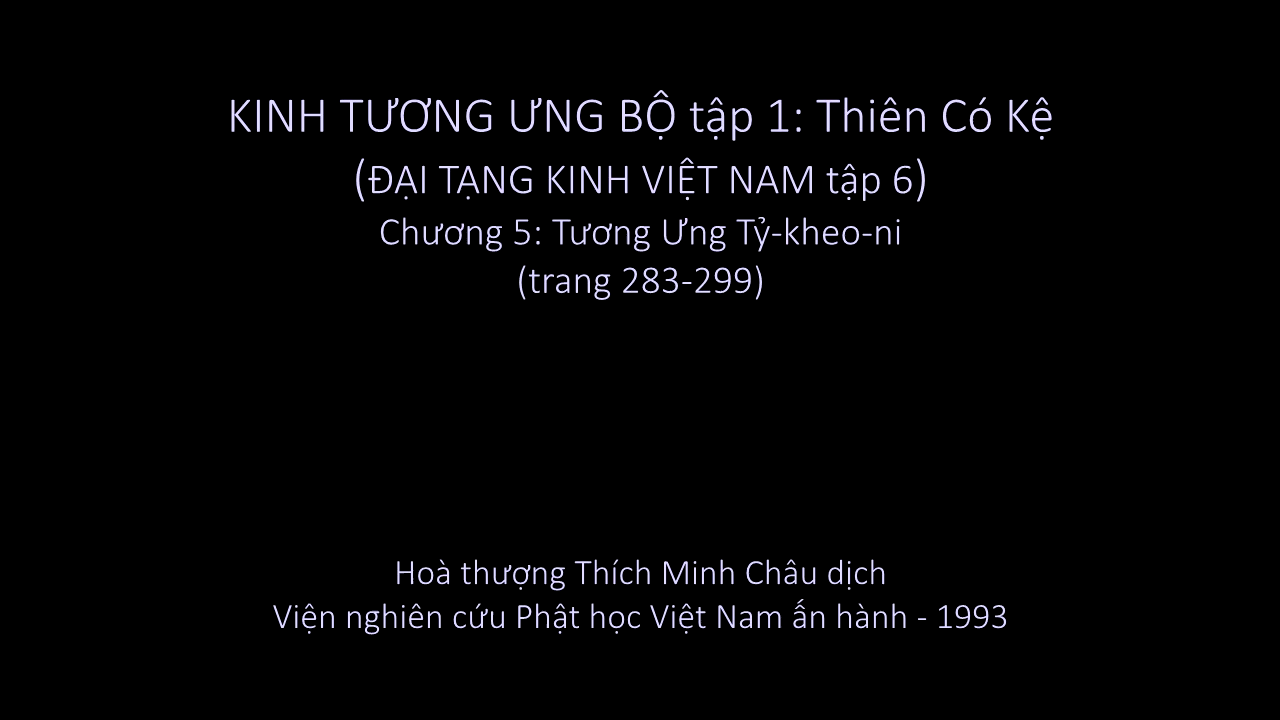 KINH TƯƠNG ƯNG BỘ tập 1: Thiên Có Kệ
(ĐẠI TẠNG KINH VIỆT NAM tập 6)
Chương 5: Tương Ưng Tỷ-kheo-ni
(trang 283-299)
Hoà thượng Thích Minh Châu dịch
Viện nghiên cứu Phật học Việt Nam ấn hành - 1993